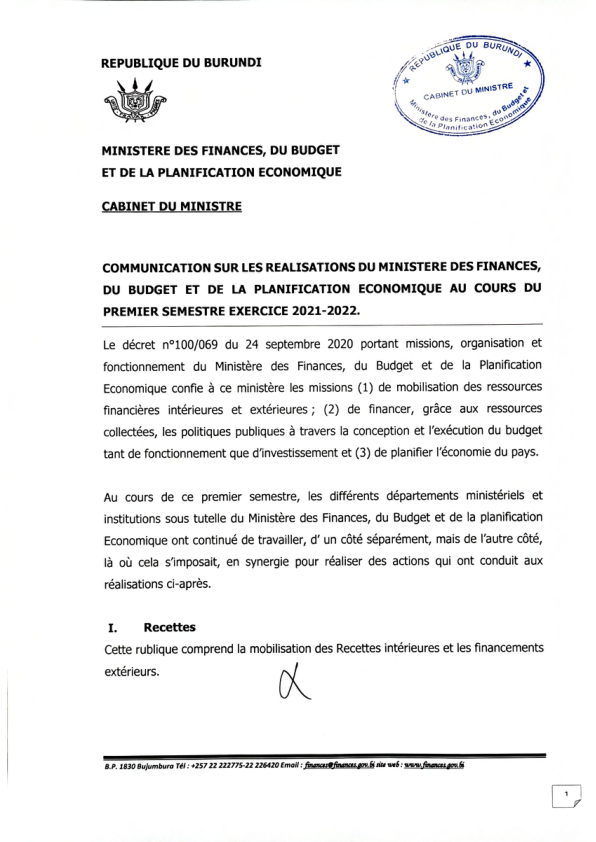 REPUBLIQUE DU BURUNDI
REPUBLIQUE DU BURUNDI
CABINET DU MINISTRE
Ministère des Finances, du Budget et
de la Planification Economique
MINISTERE DES FINANCES, DU BUDGET
ET DE LA PLANIFICATION ECONOMIQUE
CABINET DU MINISTRE
COMMUNICATION SUR LES REALISATIONS DU MINISTERE DES FINANCES,
DU BUDGET ET DE LA PLANIFICATION ECONOMIQUE AU COURS DU
PREMIER SEMESTRE EXERCICE 2021-2022.
Le décret n°100/069 du 24 septembre 2020 portant missions, organisation et
fonctionnement du Ministère des Finances, du Budget et de la Planification
Economique confie à ce ministère les missions (1) de mobilisation des ressources
financières intérieures et extérieures ; (2) de financer, grâce aux ressources
collectées, les politiques publiques à travers la conception et l'exécution du budget
tant de fonctionnement que d'investissement et (3) de planifier l'économie du pays.
Au cours de ce premier semestre, les différents départements ministériels et
institutions sous tutelle du Ministère des Finances, du Budget et de la planification
Economique ont continué de travailler, d' un côté séparément, mais de l'autre côté,
là où cela s'imposait, en synergie pour réaliser des actions qui ont conduit aux
réalisations ci-après.
I. Recettes
Cette rublique comprend la mobilisation des Recettes intérieures et les financements
extérieurs.
B.P. 1830 Bujumbura Tél : +257 22 222775-22 226420 Email : finances@finances.gov.bi site web : www.finances.gov.bi
1